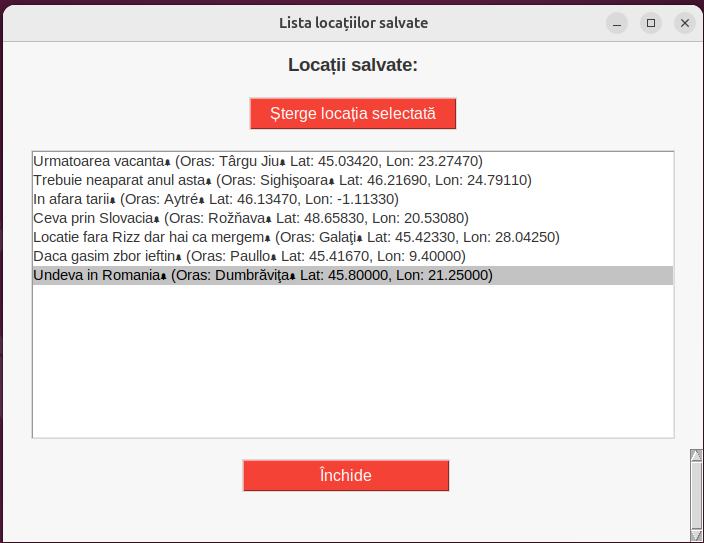 Lista locațiilor salvate
Locații salvate:
Șterge locația selectată
Urmatoarea vacanta🌲 (Oras: Târgu Jiu🌲 Lat: 45.03420, Lon: 23.27470)
Trebuie neaparat anul asta🌲 (Oras: Sighişoara🌲 Lat: 46.21690, Lon: 24.79110)
In afara tarii🌲 (Oras: Aytré🌲 Lat: 46.13470, Lon: -1.11330)
Ceva prin Slovacia🌲 (Oras: Rožňava🌲 Lat: 48.65830, Lon: 20.53080)
Locatie fara Rizz dar hai ca mergem🌲 (Oras: Galaţi🌲 Lat: 45.42330, Lon: 28.04250)
Daca gasim zbor ieftin🌲 (Oras: Paullo🌲 Lat: 45.41670, Lon: 9.40000)
Undeva in Romania🌲 (Oras: Dumbrăviţa🌲 Lat: 45.80000, Lon: 21.25000)
Închide